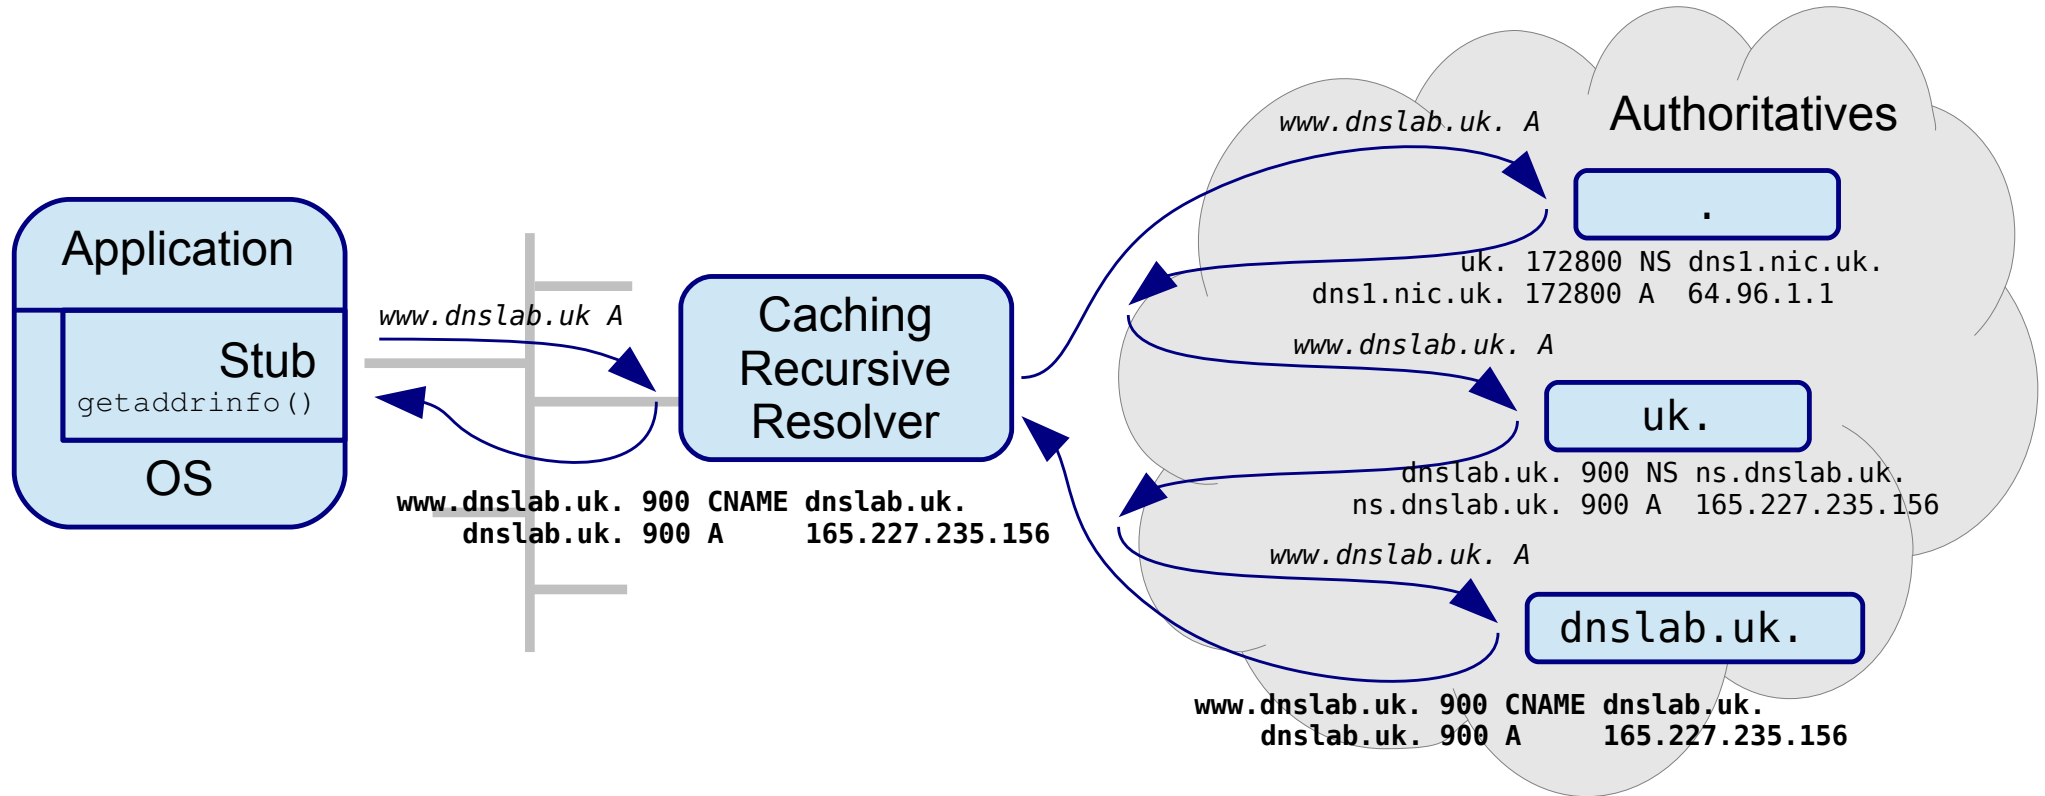 Application
Stub
getaddrinfo()
OS
www.dnslab.uk A
Caching
Recursive
Resolver
www.dnslab.uk. 900 CNAME dnslab.uk.
dnslab.uk. 900 A 165.227.235.156
Authoritatives
www.dnslab.uk. A
.
uk. 172800 NS dns1.nic.uk.
dns1.nic.uk. 172800 A 64.96.1.1
www.dnslab.uk. A
uk.
dnslab.uk. 900 NS ns.dnslab.uk.
ns.dnslab.uk. 900 A 165.227.235.156
www.dnslab.uk. A
dnslab.uk.
www.dnslab.uk. 900 CNAME dnslab.uk.
dnslab.uk. 900 A 165.227.235.156